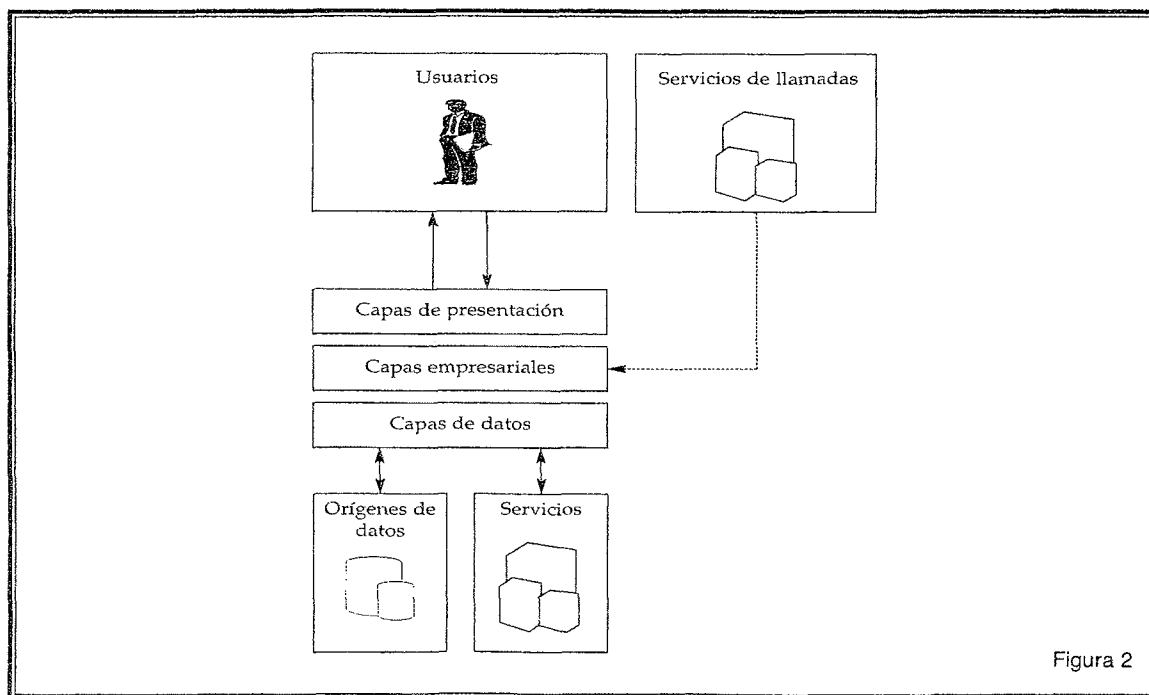 Usuarios
Servicios de llamadas
Capas de presentación
Capas empresariales
Capas de datos
Orígenes de
datos
Servicios
Figura 2